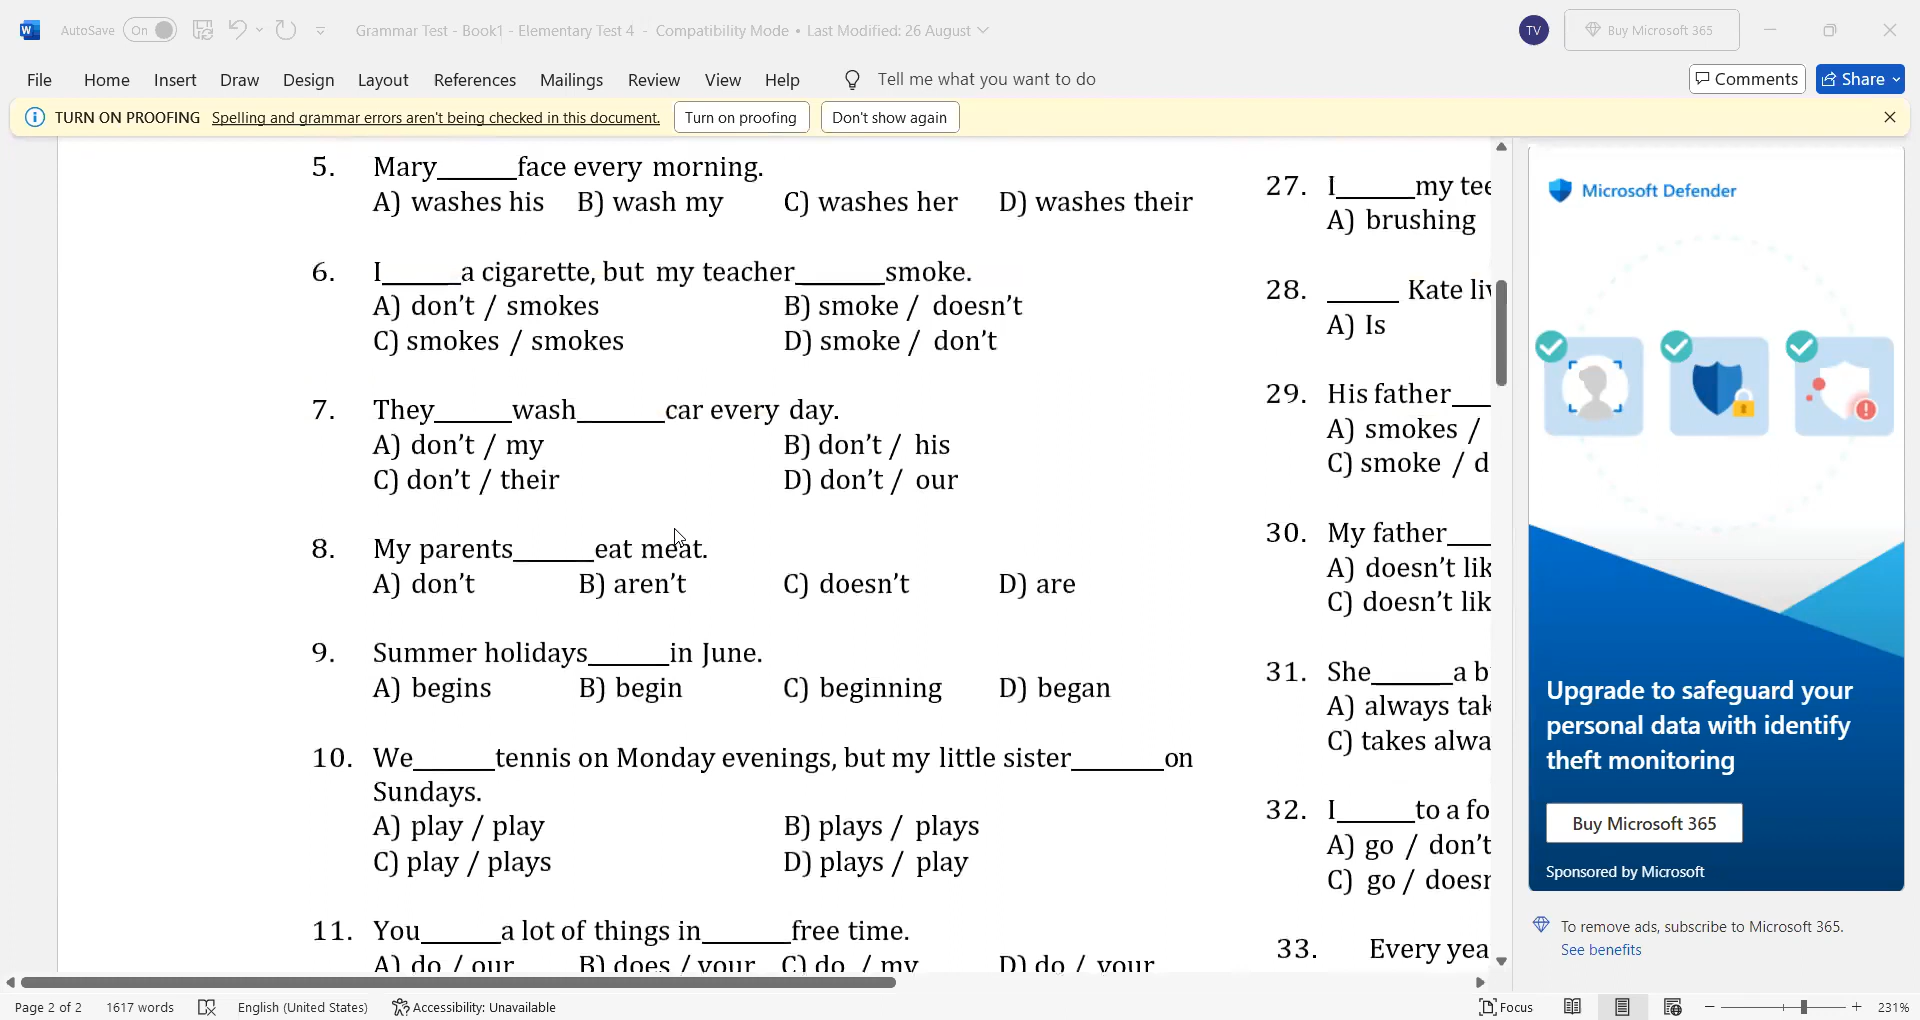 AutoSave On Grammar Test - Book1 - Elementary Test 4 - Compatibility Mode • Last Modified: 26 August TV Buy Microsoft 365
File Home Insert Draw Design Layout References Mailings Review View Help Tell me what you want to do Comments Share
TURN ON PROOFING Spelling and grammar errors aren't being checked in this document. Turn on proofing Don't show again
5. Mary______face every morning.
A) washes his B) wash my C) washes her D) washes their
6. I______a cigarette, but my teacher______smoke.
A) don't / smokes B) smoke / doesn't
C) smokes / smokes D) smoke / don't
7. They______wash______car every day.
A) don't / my B) don't / his
C) don't / their D) don't / our
8. My parents______eat meat.
A) don't B) aren't C) doesn't D) are
9. Summer holidays______in June.
A) begins B) begin C) beginning D) began
10. We______tennis on Monday evenings, but my little sister______on
Sundays.
A) play / play B) plays / plays
C) play / plays D) plays / play
11. You______a lot of things in______free time.
A) do / our B) does / your C) do / my D) do / your
27. I______my tee
A) brushing
28. ______ Kate liv
A) Is
29. His father___
A) smokes /
C) smoke / d
30. My father___
A) doesn't lik
C) doesn't lik
31. She______a b
A) always tak
C) takes alwa
32. I______to a fo
A) go / don't
C) go / doesn
33. Every yea
Microsoft Defender
Upgrade to safeguard your
personal data with identify
theft monitoring
Buy Microsoft 365
Sponsored by Microsoft
To remove ads, subscribe to Microsoft 365.
See benefits
Page 2 of 2 1617 words English (United States) Accessibility: Unavailable Focus 231%